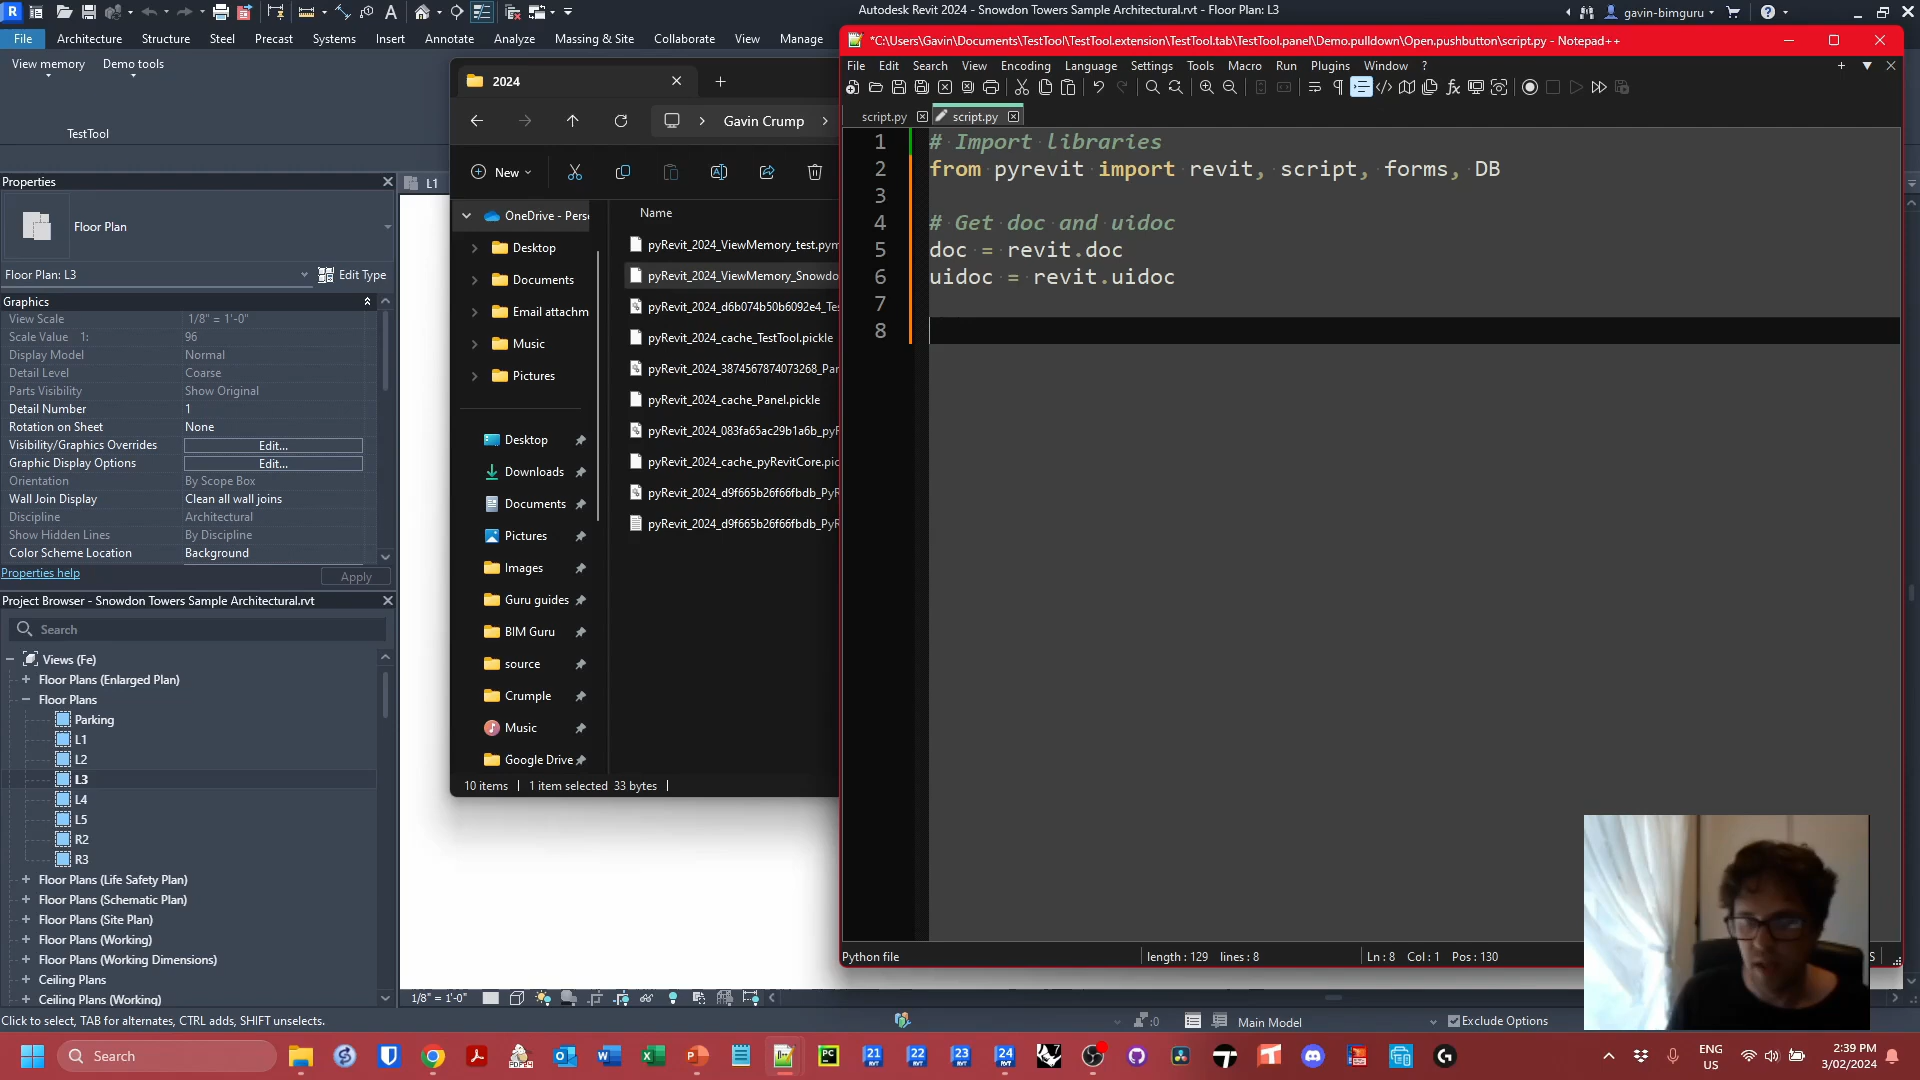 Autodesk Revit 2024 - Snowdon Towers Sample Architectural.rvt - Floor Plan: L3
gavin-bimguru
File
Architecture
Structure
Steel
Precast
Systems
Insert
Annotate
Analyze
Massing & Site
Collaborate
View
Manage
View memory
Demo tools
TestTool
Properties
L1
Floor Plan
Floor Plan: L3
Edit Type
Graphics
View Scale 1/8" = 1'-0"
Scale Value 1: 96
Display Model Normal
Detail Level Coarse
Parts Visibility Show Original
Detail Number 1
Rotation on Sheet None
Visibility/Graphics Overrides Edit...
Graphic Display Options Edit...
Orientation By Scope Box
Wall Join Display Clean all wall joins
Discipline Architectural
Show Hidden Lines By Discipline
Color Scheme Location Background
Properties help
Apply
Project Browser - Snowdon Towers Sample Architectural.rvt
Search
Views (Fe)
Floor Plans (Enlarged Plan)
Floor Plans
Parking
L1
L2
L3
L4
L5
R2
R3
Floor Plans (Life Safety Plan)
Floor Plans (Schematic Plan)
Floor Plans (Site Plan)
Floor Plans (Working)
Floor Plans (Working Dimensions)
Ceiling Plans
Ceiling Plans (Working)
2024
Gavin Crump
New
OneDrive - Pers
Desktop
Documents
Email attachm
Music
Pictures
Desktop
Downloads
Documents
Pictures
Images
Guru guides
BIM Guru
source
Crumple
Music
Google Drive
Name
pyRevit_2024_ViewMemory_test.pym
pyRevit_2024_ViewMemory_Snowdo
pyRevit_2024_d6b074b50b6092e4_Tes
pyRevit_2024_cache_TestTool.pickle
pyRevit_2024_3874567874073268_Par
pyRevit_2024_cache_Panel.pickle
pyRevit_2024_083fa65ac29b1a6b_pyR
pyRevit_2024_cache_pyRevitCore.pic
pyRevit_2024_d9f665b26f66fbdb_PyR
pyRevit_2024_d9f665b26f66fbdb_PyR
10 items
1 item selected 33 bytes
*C:\Users\Gavin\Documents\TestTool\TestTool.extension\TestTool.tab\TestTool.panel\Demo.pulldown\Open.pushbutton\script.py - Notepad++
File Edit Search View Encoding Language Settings Tools Macro Run Plugins Window ?
script.py
script.py
1 # Import libraries
2 from pyrevit import revit, script, forms, DB
3
4 # Get doc and uidoc
5 doc = revit.doc
6 uidoc = revit.uidoc
7
8
Python file
length : 129 lines : 8
Ln : 8 Col : 1 Pos : 130
S
1/8" = 1'-0"
Click to select, TAB for alternates, CTRL adds, SHIFT unselects.
:0
Main Model
Exclude Options
Search
21
22
23
24
ENG
US
2:39 PM
3/02/2024